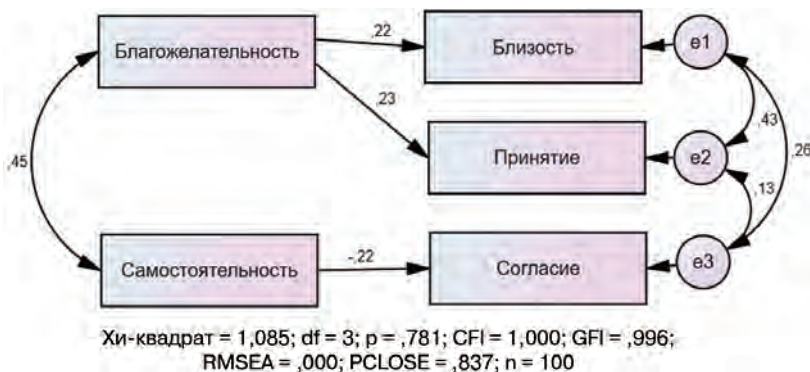 Благожелательность
,22
Близость
e1
,23
,45
,43
,26
Принятие
e2
,13
Самостоятельность
-,22
Согласие
e3
Хи-квадрат = 1,085; df = 3; p = ,781; CFI = 1,000; GFI = ,996;
RMSEA = ,000; PCLOSE = ,837; n = 100